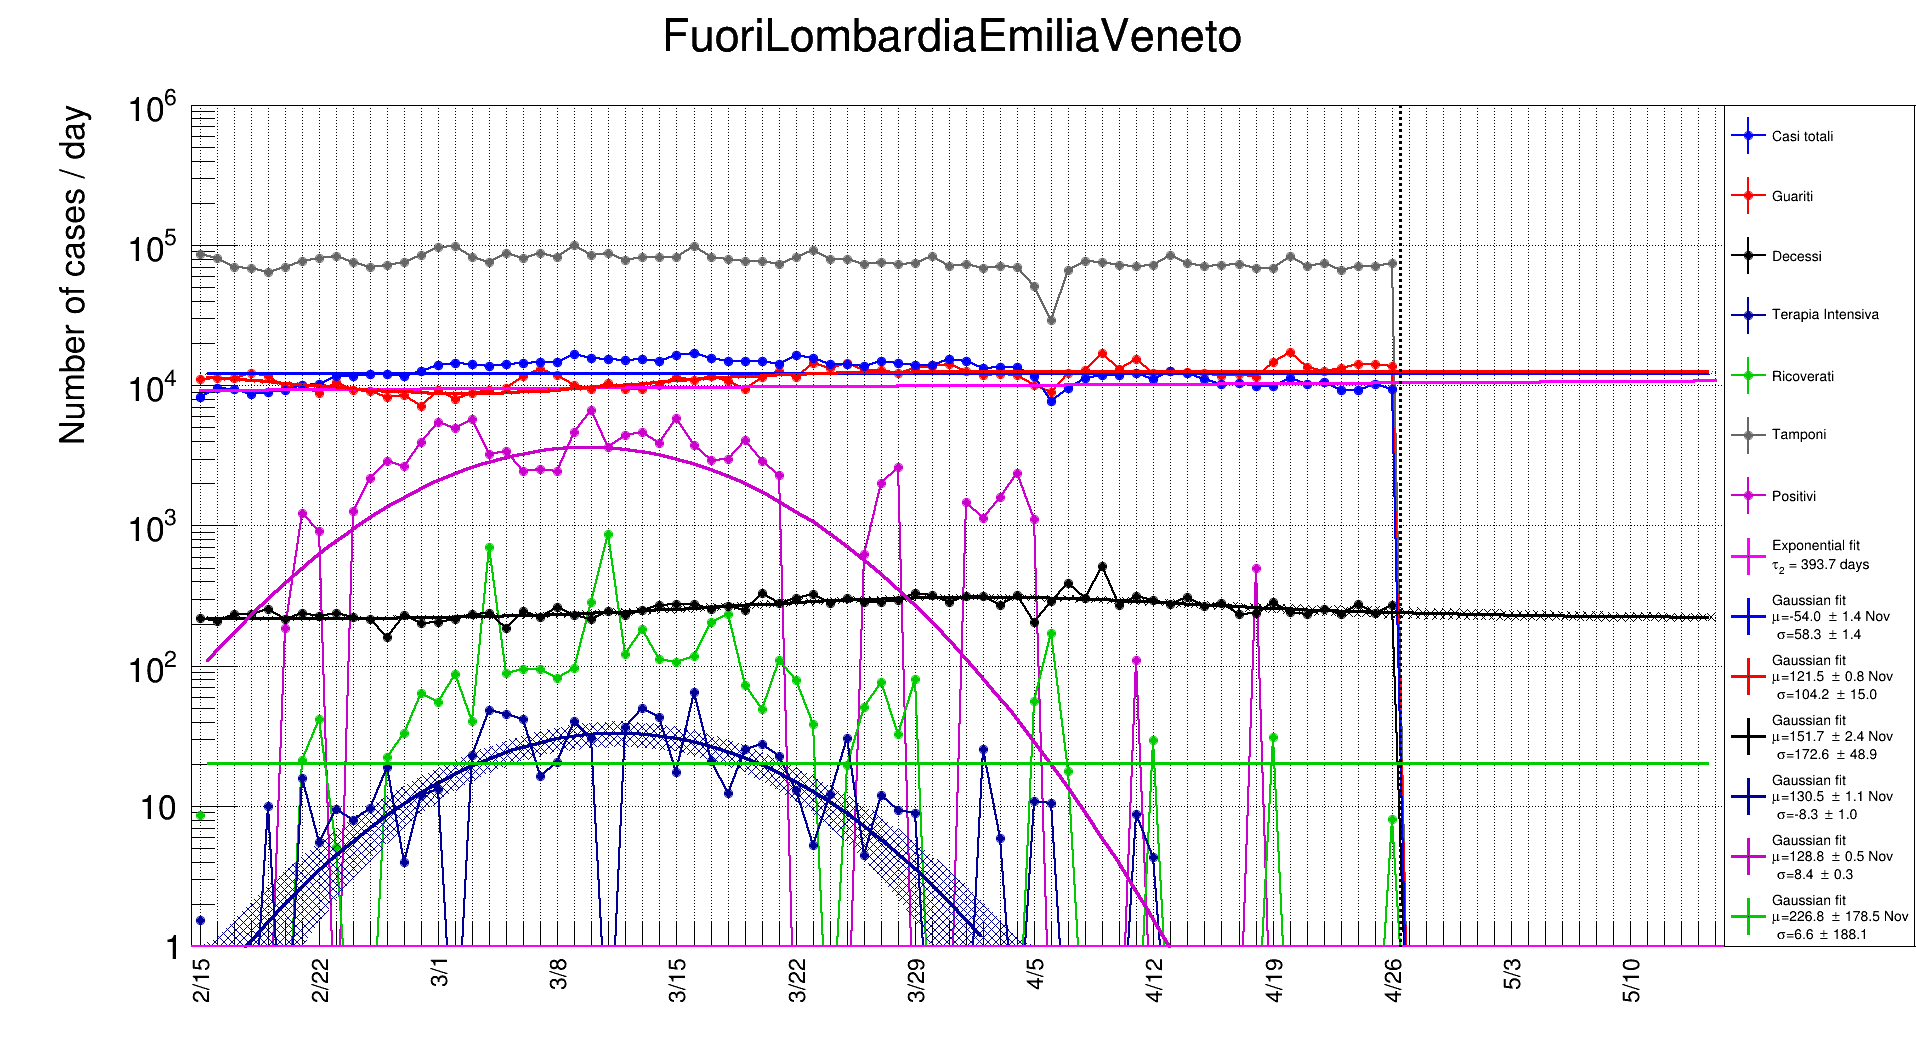 FuoriLombardiaEmiliaVeneto
Number of cases / day
10^6
10^5
10^4
10^3
10^2
10
1
2/15
2/22
3/1
3/8
3/15
3/22
3/29
4/5
4/12
4/19
4/26
5/3
5/10
Casi totali
Guariti
Decessi
Terapia Intensiva
Ricoverati
Tamponi
Positivi
Exponential fit
τ_2 = 393.7 days
Gaussian fit
μ=-54.0 ± 1.4 Nov
σ=58.3 ± 1.4
Gaussian fit
μ=121.5 ± 0.8 Nov
σ=104.2 ± 15.0
Gaussian fit
μ=151.7 ± 2.4 Nov
σ=172.6 ± 48.9
Gaussian fit
μ=130.5 ± 1.1 Nov
σ=-8.3 ± 1.0
Gaussian fit
μ=128.8 ± 0.5 Nov
σ=8.4 ± 0.3
Gaussian fit
μ=226.8 ± 178.5 Nov
σ=6.6 ± 188.1